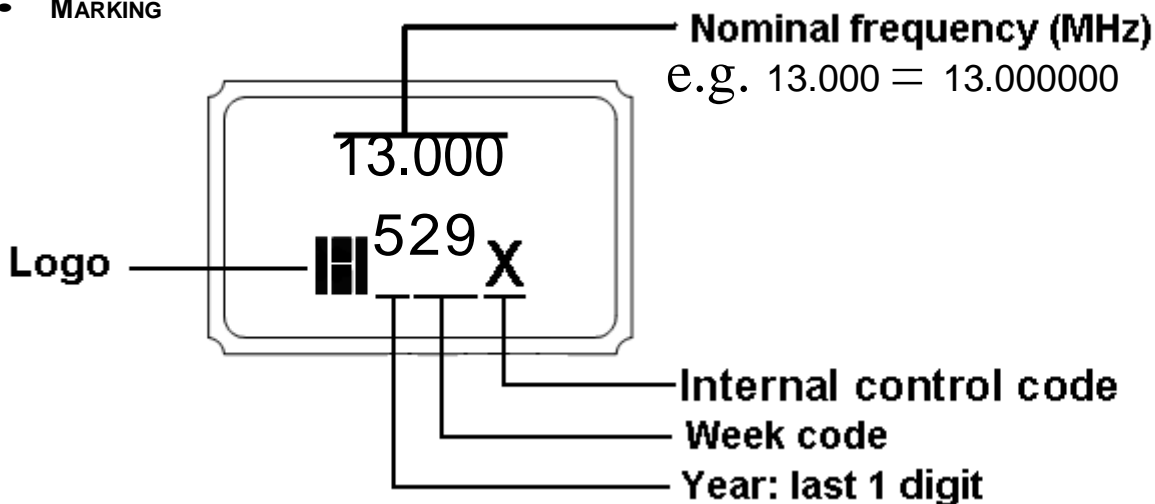 • MARKING
Nominal frequency (MHz)
e.g. 13.000 = 13.000000
13.000
529
X
Logo
Internal control code
Week code
Year: last 1 digit